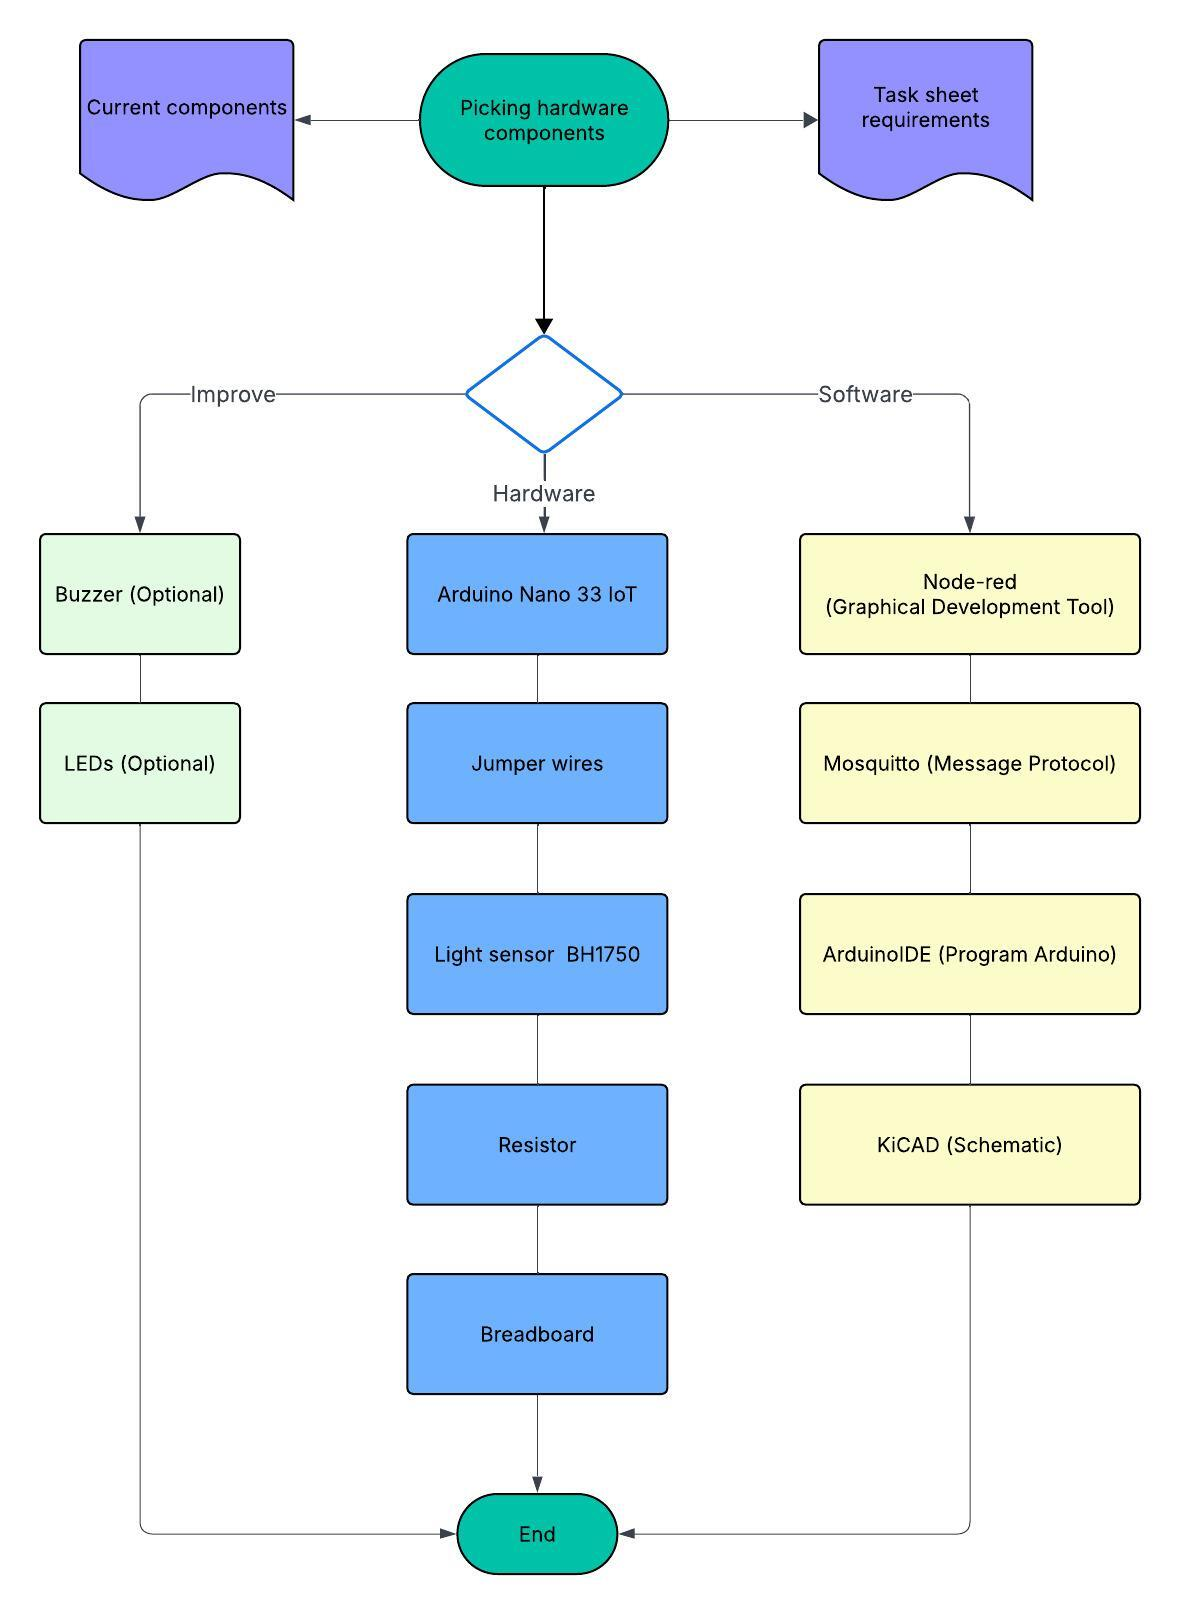 Current components
Picking hardware
components
Task sheet
requirements
Improve
Software
Hardware
Buzzer (Optional)
Arduino Nano 33 IoT
Node-red
(Graphical Development Tool)
LEDs (Optional)
Jumper wires
Mosquitto (Message Protocol)
Light sensor  BH1750
ArduinoIDE (Program Arduino)
Resistor
KiCAD (Schematic)
Breadboard
End